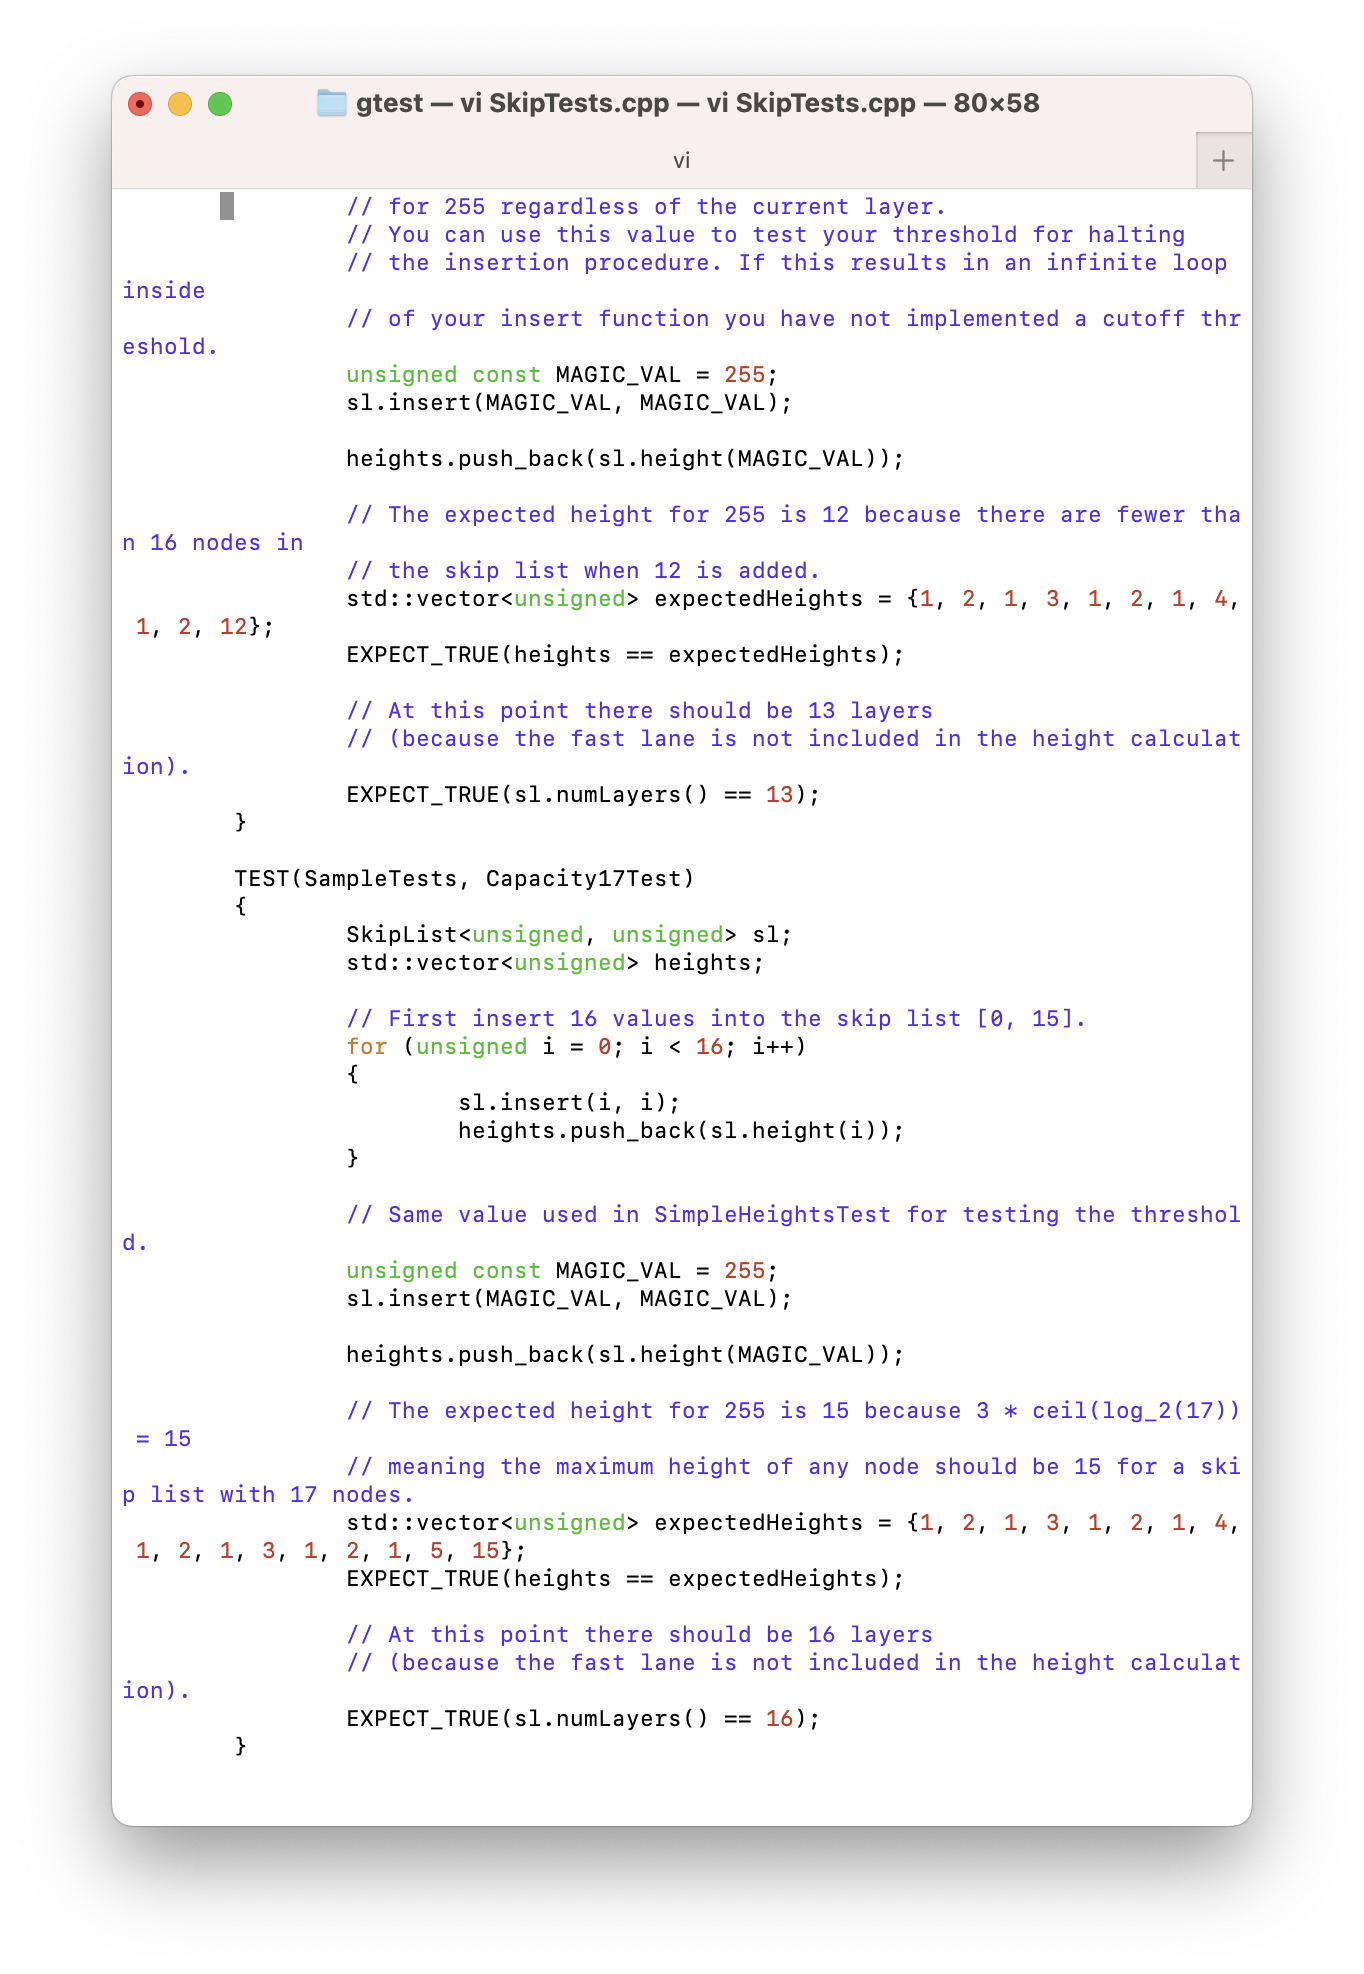 gtest — vi SkipTests.cpp — vi SkipTests.cpp — 80×58
vi
// for 255 regardless of the current layer.
// You can use this value to test your threshold for halting
// the insertion procedure. If this results in an infinite loop
inside
// of your insert function you have not implemented a cutoff thr
eshold.
unsigned const MAGIC_VAL = 255;
sl.insert(MAGIC_VAL, MAGIC_VAL);
heights.push_back(sl.height(MAGIC_VAL));
// The expected height for 255 is 12 because there are fewer tha
n 16 nodes in
// the skip list when 12 is added.
std::vector<unsigned> expectedHeights = {1, 2, 1, 3, 1, 2, 1, 4,
1, 2, 12};
EXPECT_TRUE(heights == expectedHeights);
// At this point there should be 13 layers
// (because the fast lane is not included in the height calculat
ion).
EXPECT_TRUE(sl.numLayers() == 13);
}
TEST(SampleTests, Capacity17Test)
{
SkipList<unsigned, unsigned> sl;
std::vector<unsigned> heights;
// First insert 16 values into the skip list [0, 15].
for (unsigned i = 0; i < 16; i++)
{
sl.insert(i, i);
heights.push_back(sl.height(i));
}
// Same value used in SimpleHeightsTest for testing the threshol
d.
unsigned const MAGIC_VAL = 255;
sl.insert(MAGIC_VAL, MAGIC_VAL);
heights.push_back(sl.height(MAGIC_VAL));
// The expected height for 255 is 15 because 3 * ceil(log_2(17))
= 15
// meaning the maximum height of any node should be 15 for a ski
p list with 17 nodes.
std::vector<unsigned> expectedHeights = {1, 2, 1, 3, 1, 2, 1, 4,
1, 2, 1, 3, 1, 2, 1, 5, 15};
EXPECT_TRUE(heights == expectedHeights);
// At this point there should be 16 layers
// (because the fast lane is not included in the height calculat
ion).
EXPECT_TRUE(sl.numLayers() == 16);
}